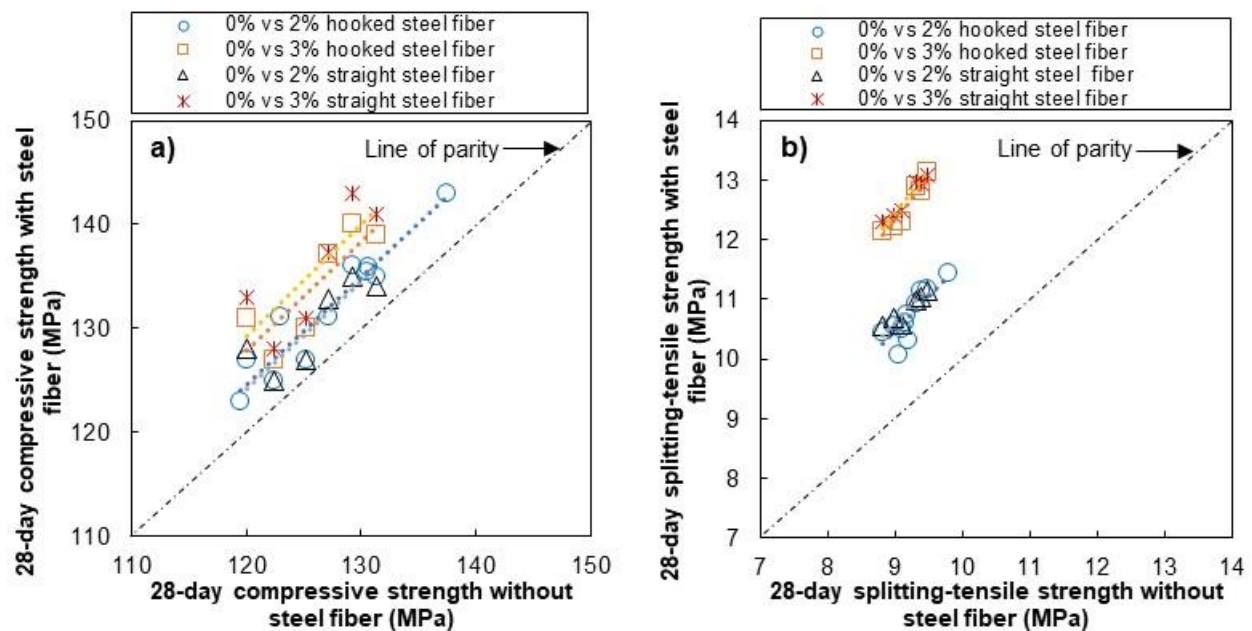 0% vs 2% hooked steel fiber
0% vs 3% hooked steel fiber
0% vs 2% straight steel fiber
0% vs 3% straight steel fiber
150
140
130
120
110
110
120
130
140
150
a)
Line of parity
28-day compressive strength with steel
fiber (MPa)
28-day compressive strength without
steel fiber (MPa)
0% vs 2% hooked steel fiber
0% vs 3% hooked steel fiber
0% vs 2% straight steel fiber
0% vs 3% straight steel fiber
14
13
12
11
10
9
8
7
7
8
9
10
11
12
13
14
b)
Line of parity
28-day splitting-tensile strength with steel
fiber (MPa)
28-day splitting-tensile strength without
steel fiber (MPa)